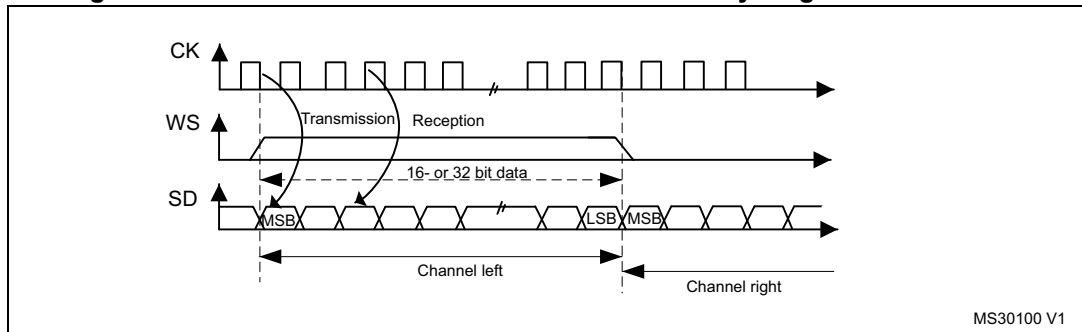 CK
Transmission
Reception
WS
16- or 32 bit data
SD
MSB
LSB
MSB
Channel left
Channel right
MS30100 V1